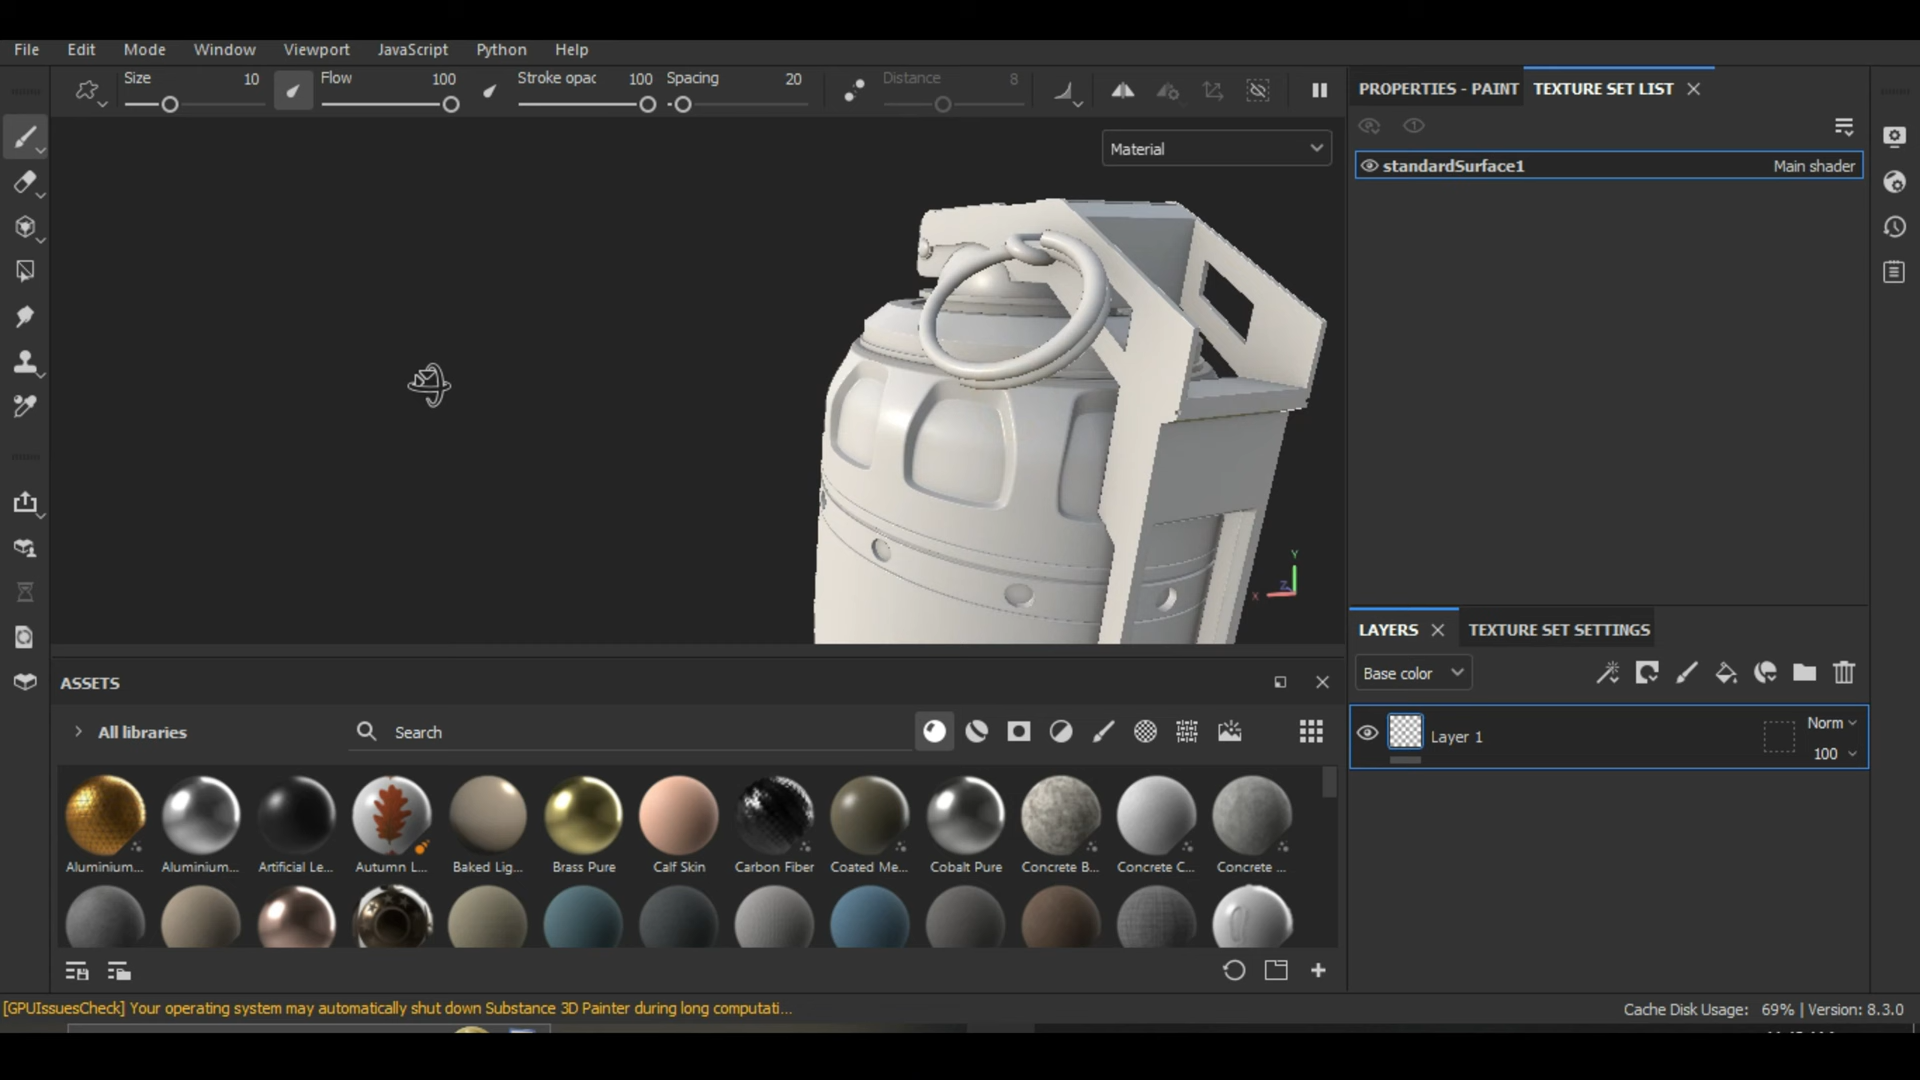 File Edit Mode Window Viewport JavaScript Python Help
Size 10 Flow 100 Stroke opac 100 Spacing 20 Distance 8
PROPERTIES - PAINT TEXTURE SET LIST
Material
standardSurface1 Main shader
Y
Z
X
LAYERS TEXTURE SET SETTINGS
Base color
Layer 1
Norm
100
ASSETS
All libraries
Search
Aluminium... Aluminium... Artificial Le... Autumn L... Baked Lig... Brass Pure Calf Skin Carbon Fiber Coated Me... Cobalt Pure Concrete B... Concrete C... Concrete ...
[GPUIssuesCheck] Your operating system may automatically shut down Substance 3D Painter during long computati...
Cache Disk Usage: 69% | Version: 8.3.0